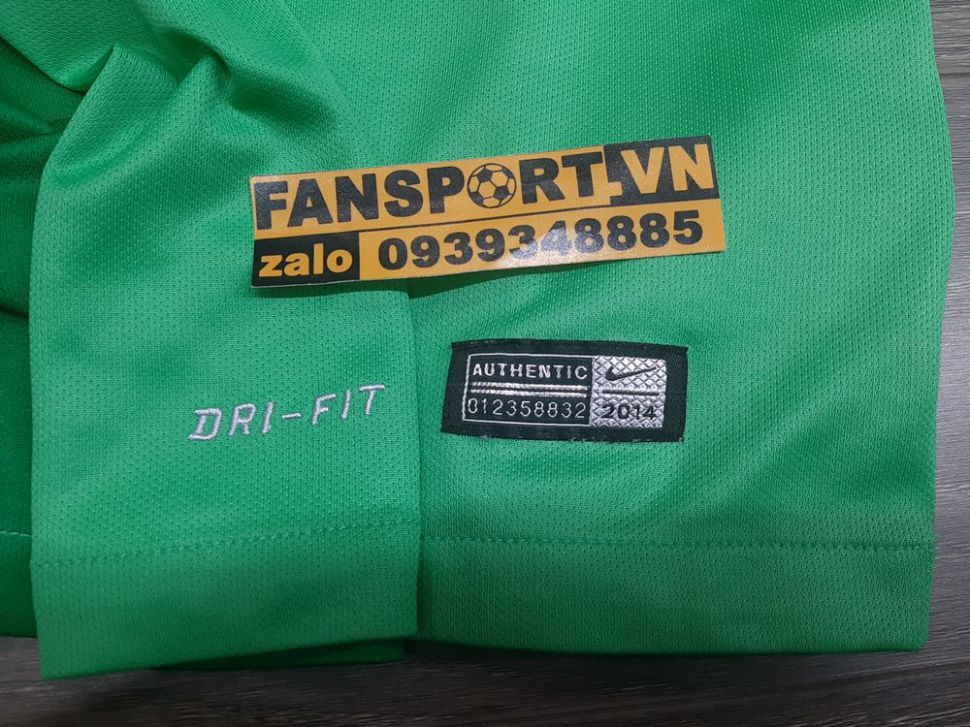 FANSPORT.VN
zalo 0939348885
DRI-FIT
AUTHENTIC
012358832 2014